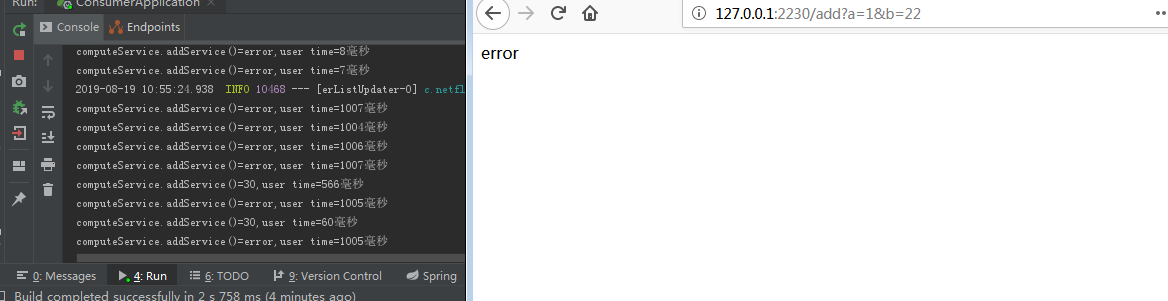 Run:
ConsumerApplication
Console
Endpoints
computeService.addService()=error,user time=8毫秒
computeService.addService()=error,user time=7毫秒
2019-08-19 10:55:24.938 INFO 10468 --- [erListUpdater-0] c.netfl
computeService.addService()=error,user time=1007毫秒
computeService.addService()=error,user time=1004毫秒
computeService.addService()=error,user time=1006毫秒
computeService.addService()=error,user time=1007毫秒
computeService.addService()=30,user time=566毫秒
computeService.addService()=error,user time=1005毫秒
computeService.addService()=30,user time=60毫秒
computeService.addService()=error,user time=1005毫秒
0: Messages
4: Run
6: TODO
9: Version Control
Spring
Build completed successfully in 2 s 758 ms (4 minutes ago)
127.0.0.1:2230/add?a=1&b=22
error